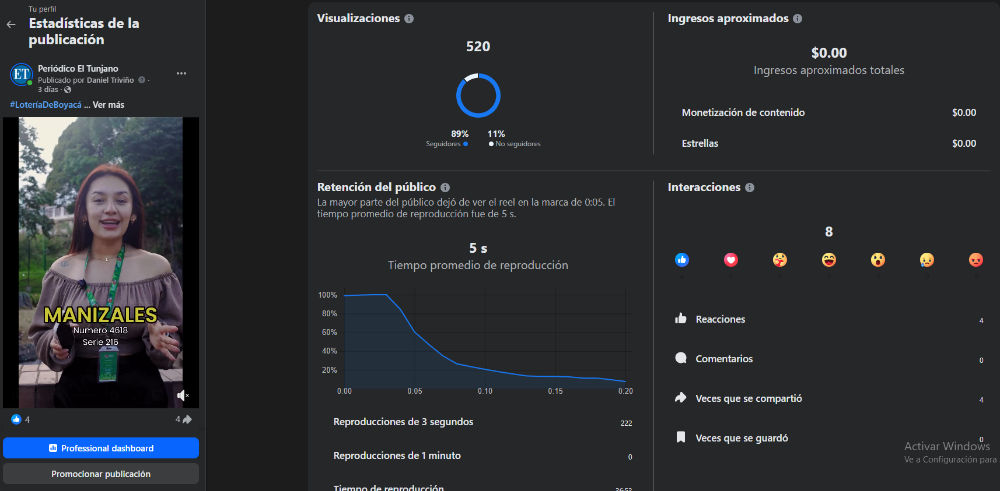 Tu perfil
Estadísticas de la
publicación
ET
Periódico El Tunjano
Publicado por Daniel Triviño ·
3 días ·
#LoteríaDeBoyacá ... Ver más
MANIZALES
Numero 4618
Serie 216
4
4
Professional dashboard
Promocionar publicación
Visualizaciones
520
89%
11%
Seguidores
No seguidores
Ingresos aproximados
$0.00
Ingresos aproximados totales
Monetización de contenido
$0.00
Estrellas
$0.00
Retención del público
La mayor parte del público dejó de ver el reel en la marca de 0:05. El
tiempo promedio de reproducción fue de 5 s.
5 s
Tiempo promedio de reproducción
100%
80%
60%
40%
20%
0:00
0:05
0:10
0:15
0:20
Reproducciones de 3 segundos
222
Reproducciones de 1 minuto
0
Tiempo de reproducción
36:53
Interacciones
8
4
0
0
0
0
0
0
Reacciones
4
Comentarios
0
Veces que se compartió
4
Veces que se guardó
0
Activar Windows
Ve a Configuración para